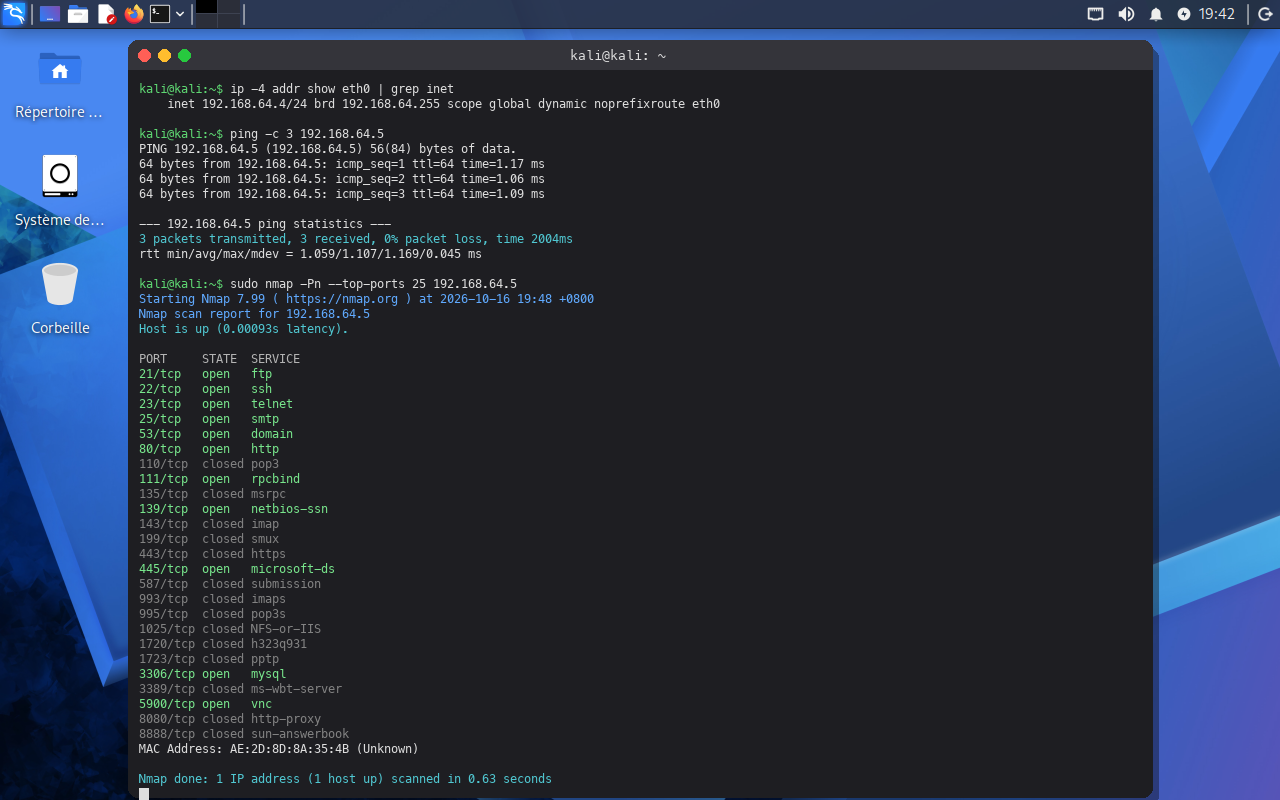 19:42
kali@kali: ~
Répertoire ...
Système de...
Corbeille
kali@kali:~$ ip -4 addr show eth0 | grep inet
inet 192.168.64.4/24 brd 192.168.64.255 scope global dynamic noprefixroute eth0
kali@kali:~$ ping -c 3 192.168.64.5
PING 192.168.64.5 (192.168.64.5) 56(84) bytes of data.
64 bytes from 192.168.64.5: icmp_seq=1 ttl=64 time=1.17 ms
64 bytes from 192.168.64.5: icmp_seq=2 ttl=64 time=1.06 ms
64 bytes from 192.168.64.5: icmp_seq=3 ttl=64 time=1.09 ms
--- 192.168.64.5 ping statistics ---
3 packets transmitted, 3 received, 0% packet loss, time 2004ms
rtt min/avg/max/mdev = 1.059/1.107/1.169/0.045 ms
kali@kali:~$ sudo nmap -Pn --top-ports 25 192.168.64.5
Starting Nmap 7.99 ( https://nmap.org ) at 2026-10-16 19:48 +0800
Nmap scan report for 192.168.64.5
Host is up (0.00093s latency).
PORT     STATE  SERVICE
21/tcp   open   ftp
22/tcp   open   ssh
23/tcp   open   telnet
25/tcp   open   smtp
53/tcp   open   domain
80/tcp   open   http
110/tcp  closed pop3
111/tcp  open   rpcbind
135/tcp  closed msrpc
139/tcp  open   netbios-ssn
143/tcp  closed imap
199/tcp  closed smux
443/tcp  closed https
445/tcp  open   microsoft-ds
587/tcp  closed submission
993/tcp  closed imaps
995/tcp  closed pop3s
1025/tcp closed NFS-or-IIS
1720/tcp closed h323q931
1723/tcp closed pptp
3306/tcp open   mysql
3389/tcp closed ms-wbt-server
5900/tcp open   vnc
8080/tcp closed http-proxy
8888/tcp closed sun-answerbook
MAC Address: AE:2D:8D:8A:35:4B (Unknown)
Nmap done: 1 IP address (1 host up) scanned in 0.63 seconds